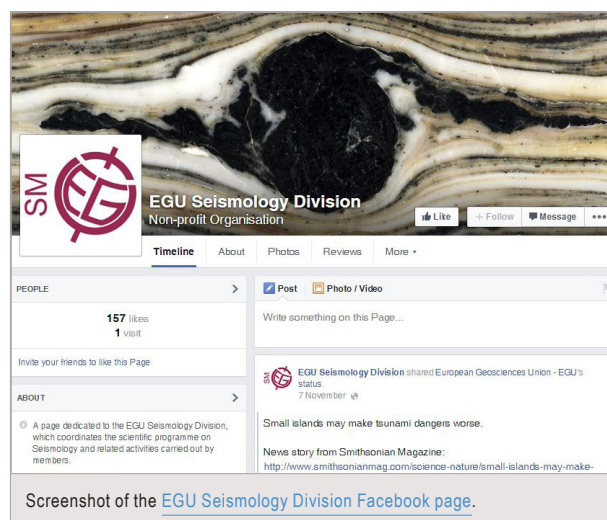 SM
EGU
EGU Seismology Division
Non-profit Organisation
Like
+ Follow
Message
•••
Timeline
About
Photos
Reviews
More
PEOPLE
157 likes
1 visit
Invite your friends to like this Page
ABOUT
A page dedicated to the EGU Seismology Division,
which coordinates the scientific programme on
Seismology and related activities carried out by
members.
Post
Photo / Video
Write something on this Page...
SM
EGU
EGU Seismology Division shared European Geosciences Union - EGU's
status.
7 November
Small islands may make tsunami dangers worse.
News story from Smithsonian Magazine:
http://www.smithsonianmag.com/science-nature/small-islands-may-make-
Screenshot of the EGU Seismology Division Facebook page.